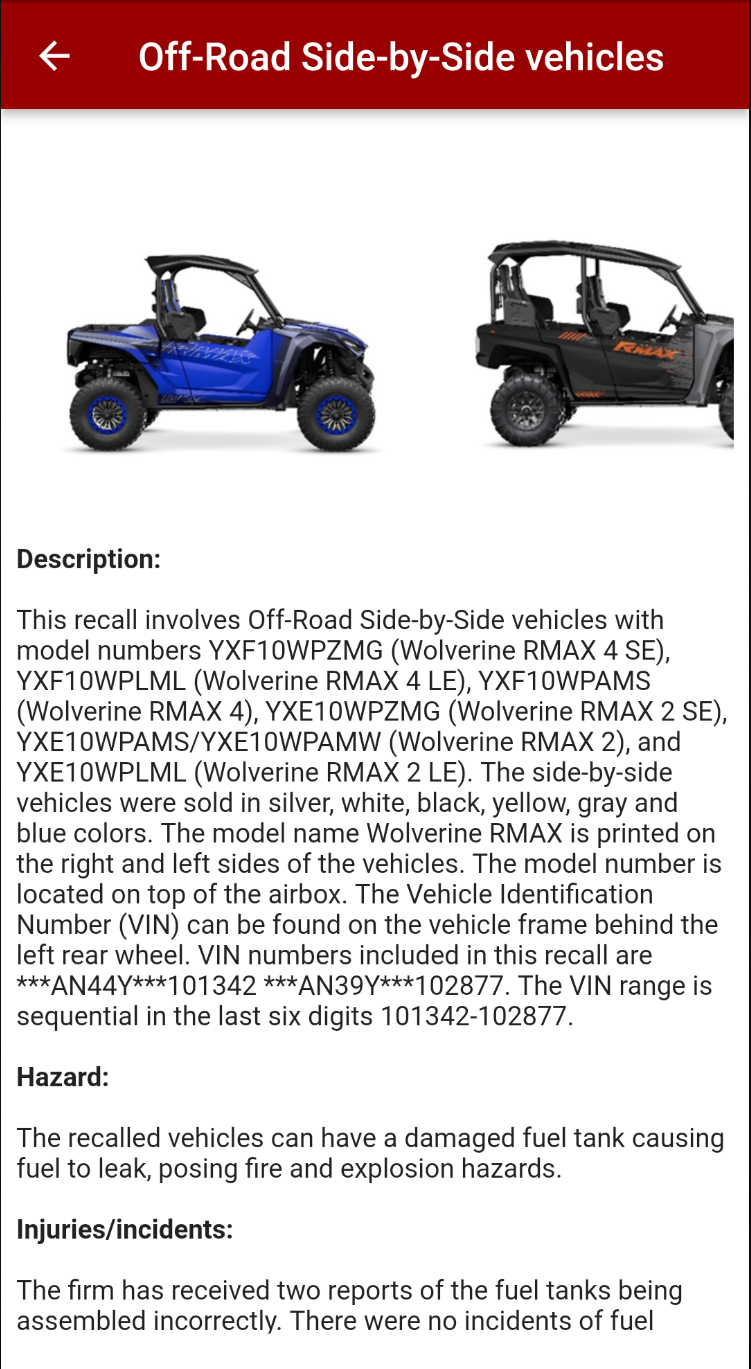 Off-Road Side-by-Side vehicles
RMAX
Description:
This recall involves Off-Road Side-by-Side vehicles with
model numbers YXF10WPZMG (Wolverine RMAX 4 SE),
YXF10WPLML (Wolverine RMAX 4 LE), YXF10WPAMS
(Wolverine RMAX 4), YXE10WPZMG (Wolverine RMAX 2 SE),
YXE10WPAMS/YXE10WPAMW (Wolverine RMAX 2), and
YXE10WPLML (Wolverine RMAX 2 LE). The side-by-side
vehicles were sold in silver, white, black, yellow, gray and
blue colors. The model name Wolverine RMAX is printed on
the right and left sides of the vehicles. The model number is
located on top of the airbox. The Vehicle Identification
Number (VIN) can be found on the vehicle frame behind the
left rear wheel. VIN numbers included in this recall are
***AN44Y***101342 ***AN39Y***102877. The VIN range is
sequential in the last six digits 101342-102877.
Hazard:
The recalled vehicles can have a damaged fuel tank causing
fuel to leak, posing fire and explosion hazards.
Injuries/incidents:
The firm has received two reports of the fuel tanks being
assembled incorrectly. There were no incidents of fuel